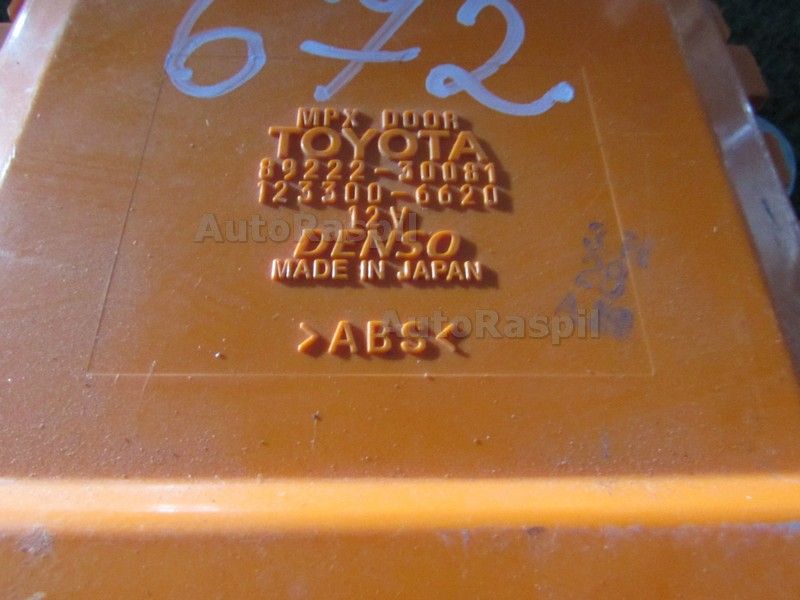 672
MPX DOOR
TOYOTA
89222-30081
123300-6620
12V
AutoRaspil
DENSO
MADE IN JAPAN
AutoRaspil
>ABS<